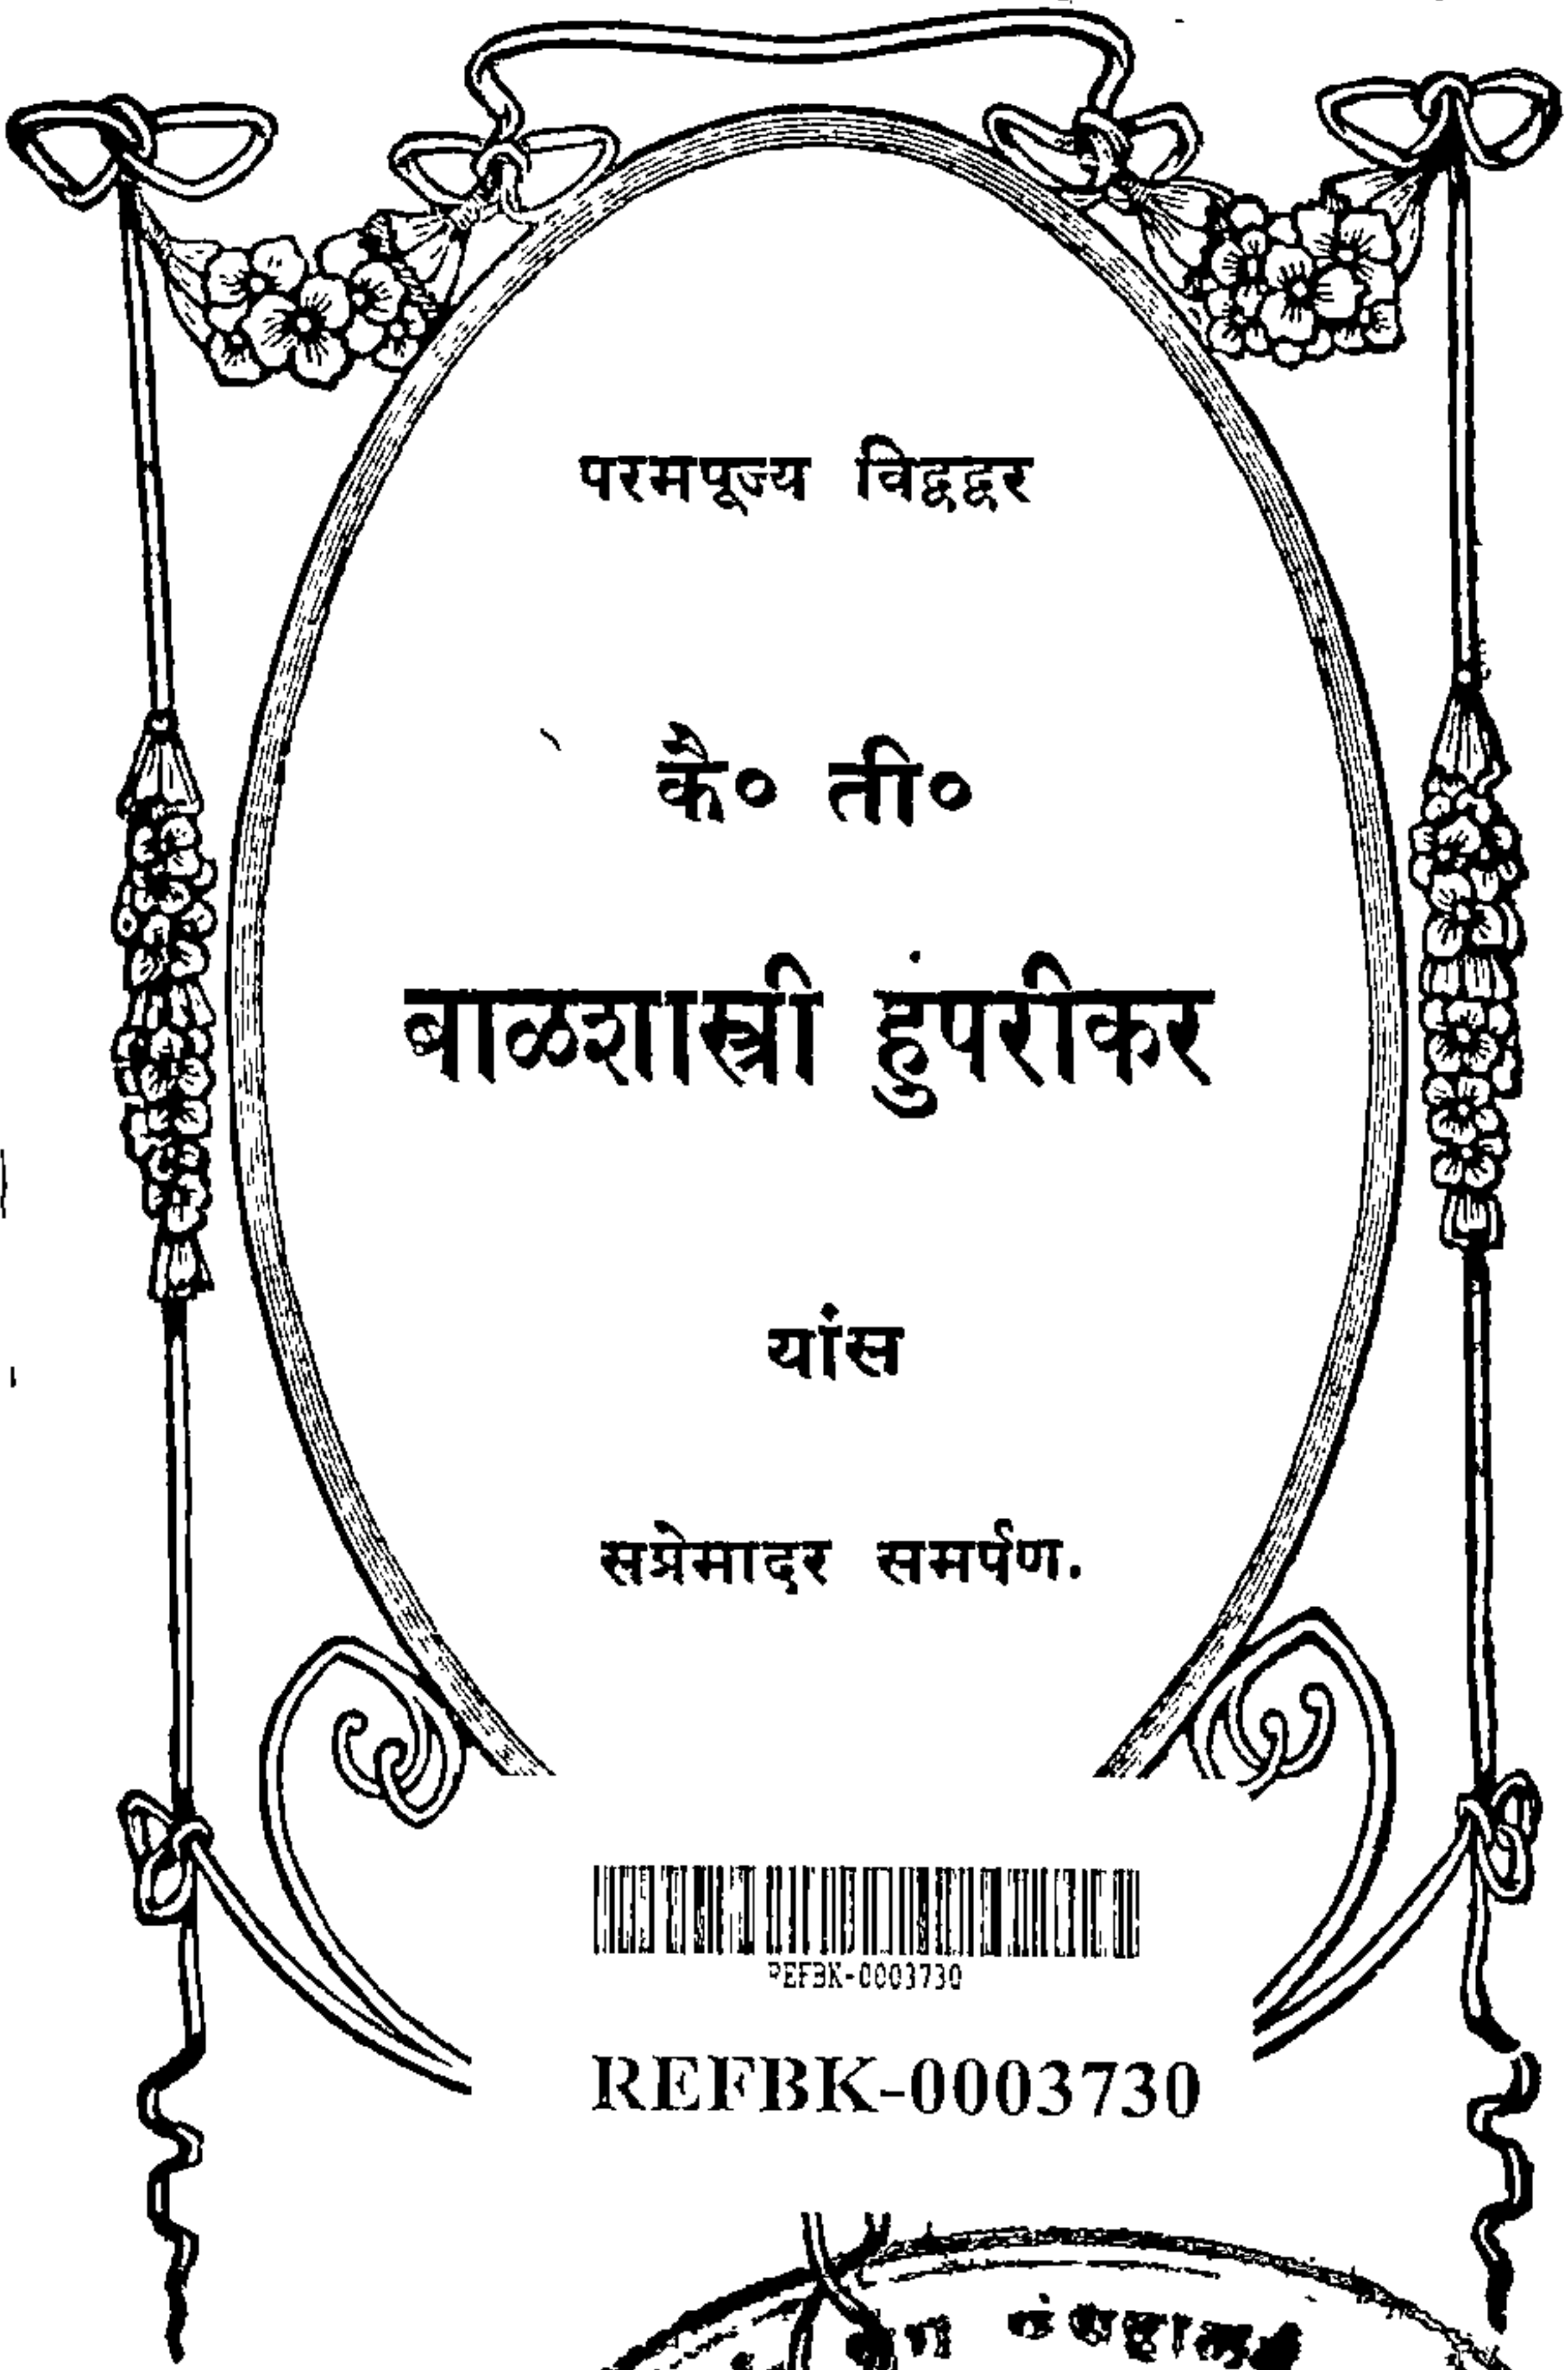 परमपूज्य विद्वद्वर
कै० ती०
बाळशास्त्री हुंपरीकर
यांस
सप्रेमादर समर्पण.
REFBK-0003730
REFBK-0003730